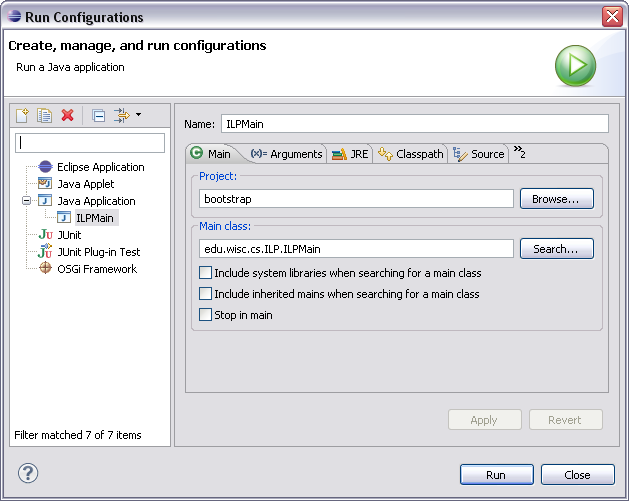 Run Configurations
Create, manage, and run configurations
Run a Java application
Name: ILPMain
Main (x)= Arguments JRE Classpath Source »2
Eclipse Application
Java Applet
Java Application
ILPMain
JUnit
JUnit Plug-in Test
OSGi Framework
Filter matched 7 of 7 items
Project:
bootstrap Browse...
Main class:
edu.wisc.cs.ILP.ILPMain Search...
Include system libraries when searching for a main class
Include inherited mains when searching for a main class
Stop in main
Apply Revert
Run Close